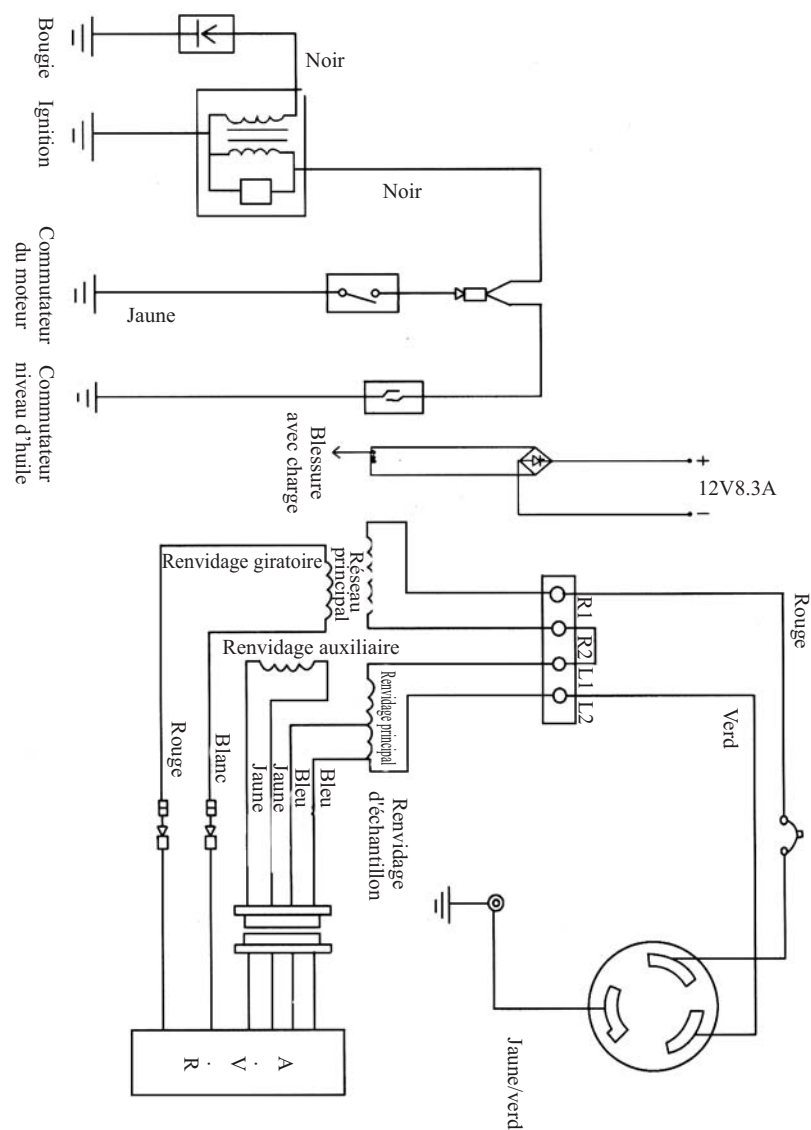 Bougie
Ignition
Commutateur
du moteur
Commutateur
niveau d'huile
Noir
Noir
Jaune
Blessure
avec charge
+
12V8.3A
−
Renvidage giratoire
Réseau
principal
Renvidage auxiliaire
Renvidage principal
R1
R2
L1
L2
Rouge
Verd
Rouge
Blanc
Jaune
Jaune
Bleu
Bleu
Renvidage
d'échantillon
Jaune/verd
A . V . R